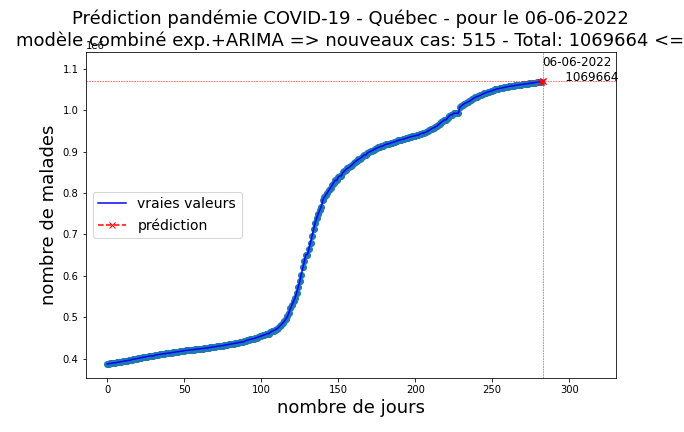 Prédiction pandémie COVID-19 - Québec - pour le 06-06-2022
modèle combiné exp.+ARIMA => nouveaux cas: 515 - Total: 1069664 <=
1e6
06-06-2022
1069664
1.1
1.0
0.9
0.8
0.7
0.6
0.5
0.4
nombre de malades
vraies valeurs
prédiction
0 50 100 150 200 250 300
nombre de jours